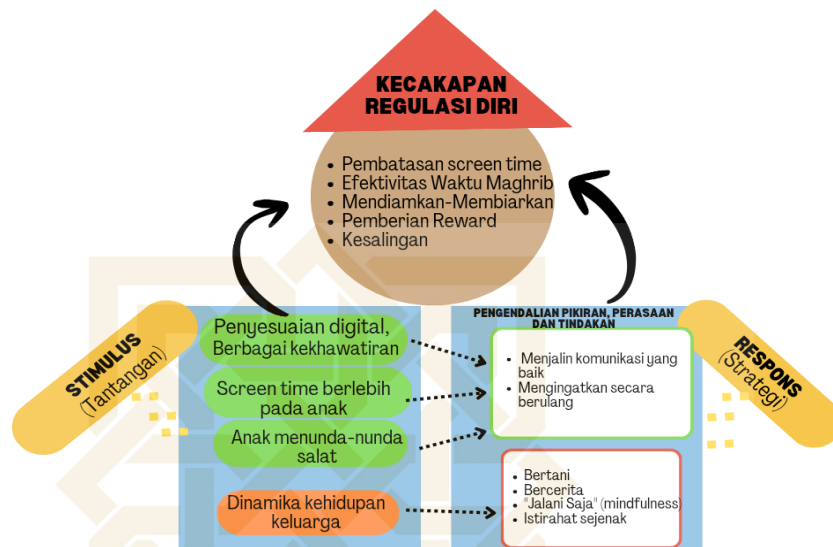 KECAKAPAN
REGULASI DIRI
• Pembatasan screen time
• Efektivitas Waktu Maghrib
• Mendiamkan-Membiarkan
• Pemberian Reward
• Kesalingan
STIMULUS
(Tantangan)
Penyesuaian digital,
Berbagai kekhawatiran
Screen time berlebih
pada anak
Anak menunda-nunda
salat
Dinamika kehidupan
keluarga
PENGENDALIAN PIKIRAN, PERASAAN
DAN TINDAKAN
• Menjalin komunikasi yang
baik
• Mengingatkan secara
berulang
• Bertani
• Bercerita
• "Jalani Saja" (mindfulness)
• Istirahat sejenak
RESPONS
(Strategi)